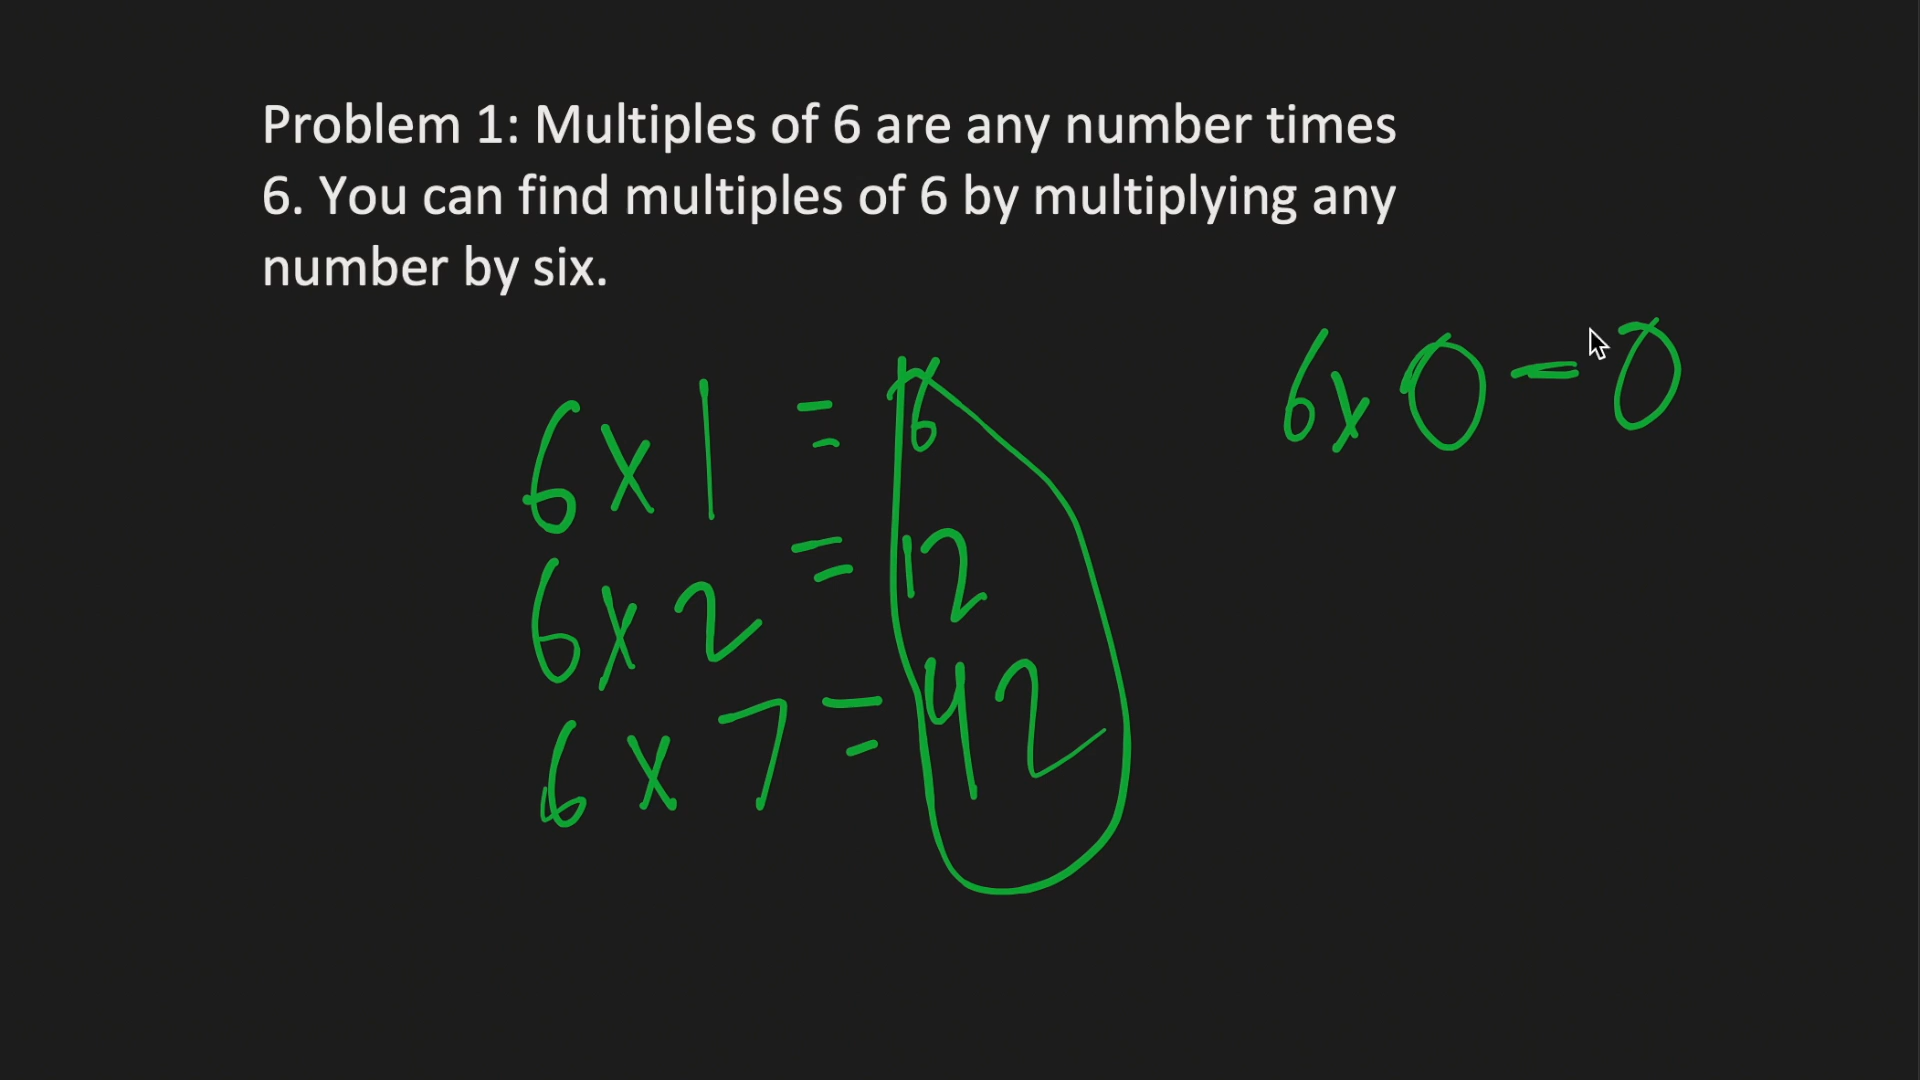 Problem 1: Multiples of 6 are any number times
6. You can find multiples of 6 by multiplying any
number by six.
6x0=0
6x1=6
6x2=12
6x7=42